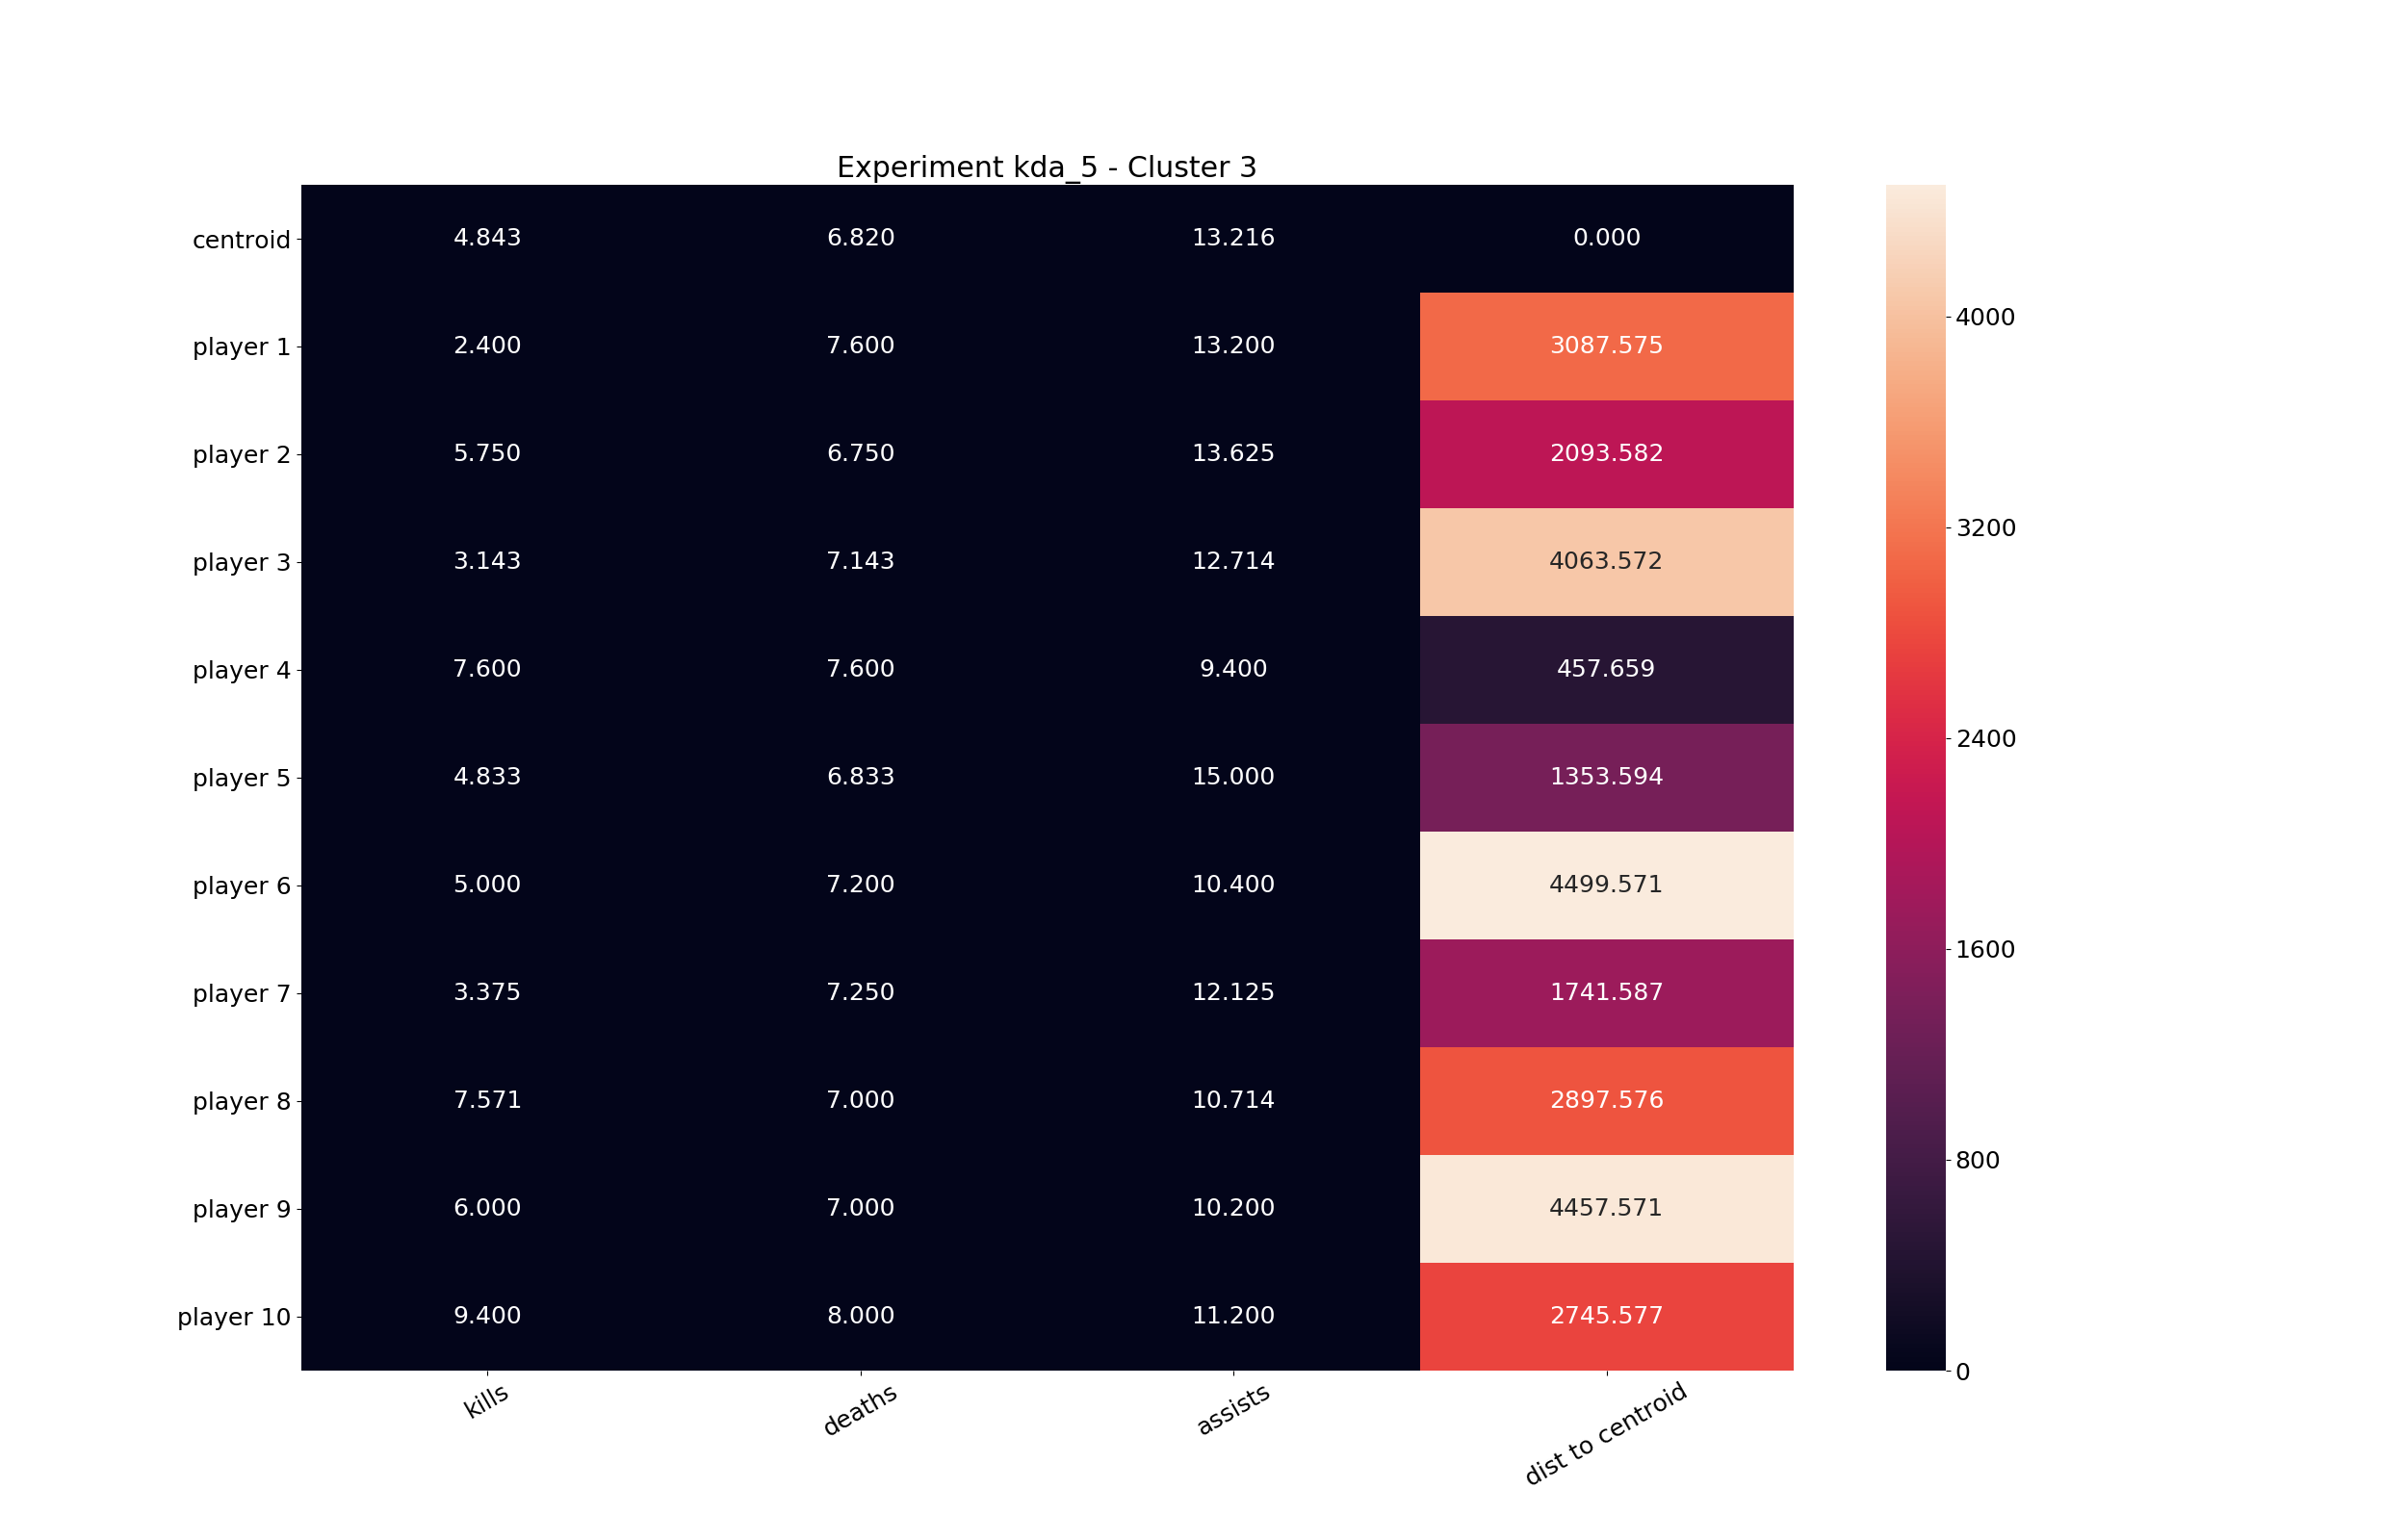 Experiment kda_5 - Cluster 3
centroid 4.843 6.820 13.216 0.000
player 1 2.400 7.600 13.200 3087.575
player 2 5.750 6.750 13.625 2093.582
player 3 3.143 7.143 12.714 4063.572
player 4 7.600 7.600 9.400 457.659
player 5 4.833 6.833 15.000 1353.594
player 6 5.000 7.200 10.400 4499.571
player 7 3.375 7.250 12.125 1741.587
player 8 7.571 7.000 10.714 2897.576
player 9 6.000 7.000 10.200 4457.571
player 10 9.400 8.000 11.200 2745.577
kills deaths assists dist to centroid
4000
3200
2400
1600
800
0